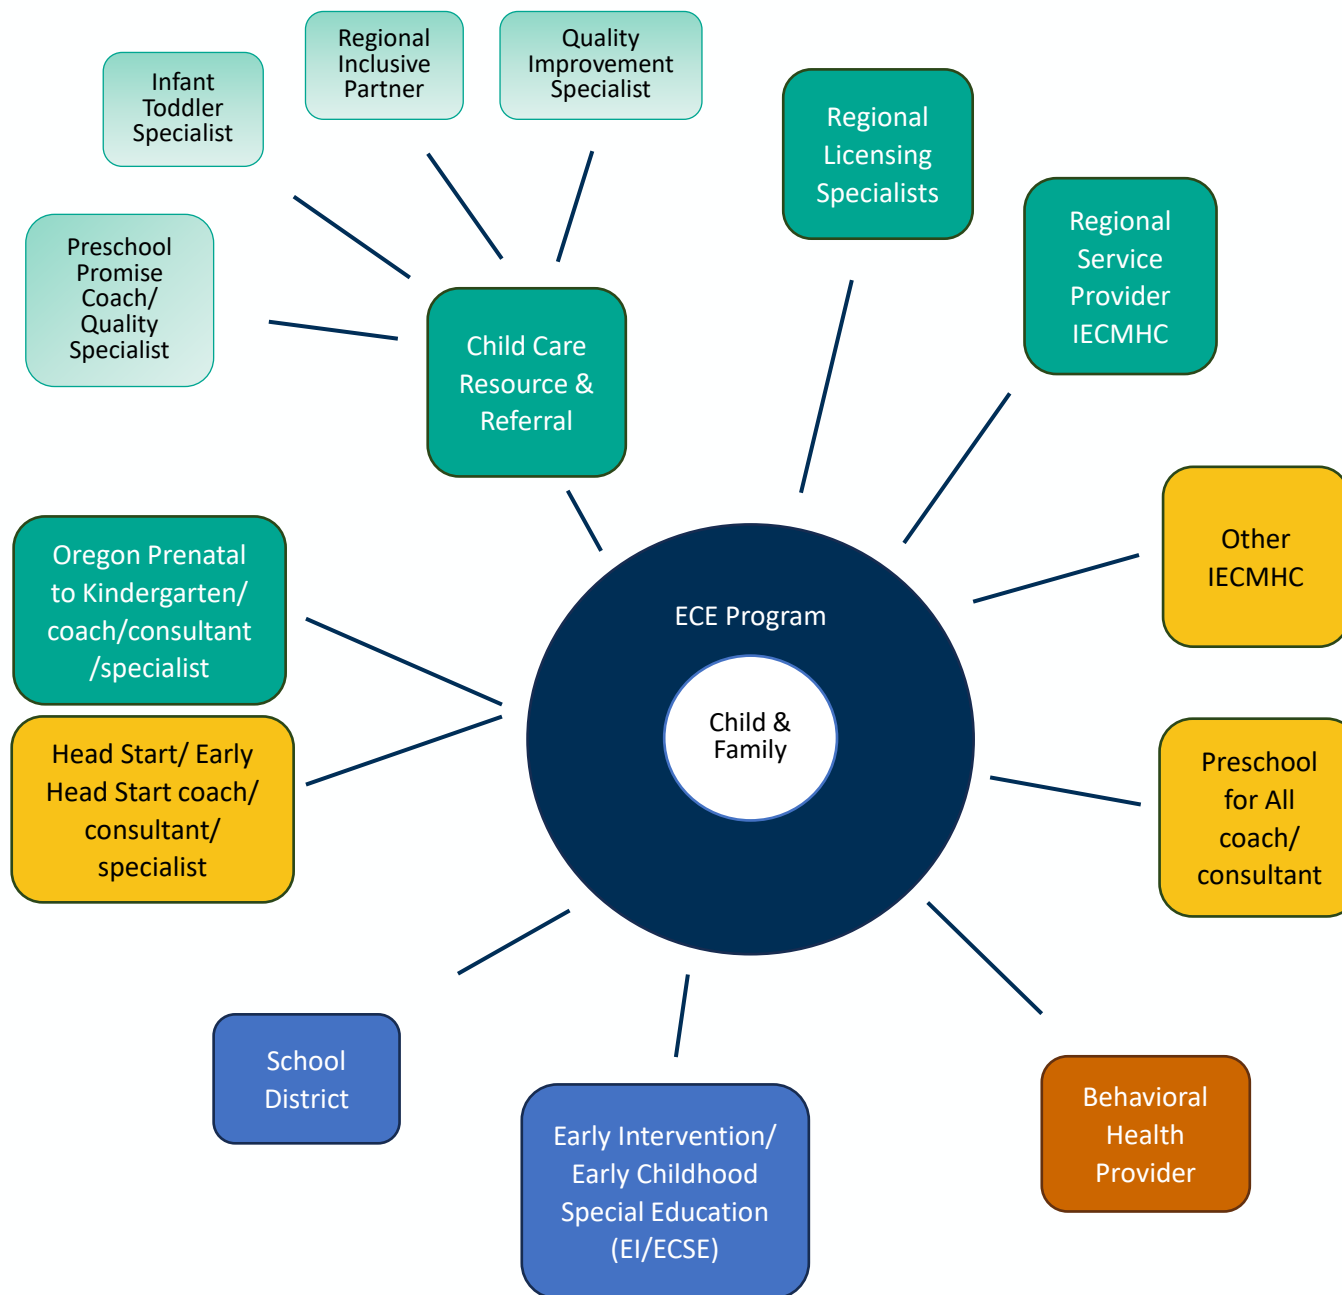 Infant
Toddler
Specialist
Regional
Inclusive
Partner
Quality
Improvement
Specialist
Regional
Licensing
Specialists
Regional
Service
Provider
IECMHC
Preschool
Promise
Coach/
Quality
Specialist
Child Care
Resource &
Referral
Other
IECMHC
Oregon Prenatal
to Kindergarten/
coach/consultant
/specialist
ECE Program
Child &
Family
Head Start/ Early
Head Start coach/
consultant/
specialist
Preschool
for All
coach/
consultant
School
District
Early Intervention/
Early Childhood
Special Education
(EI/ECSE)
Behavioral
Health
Provider